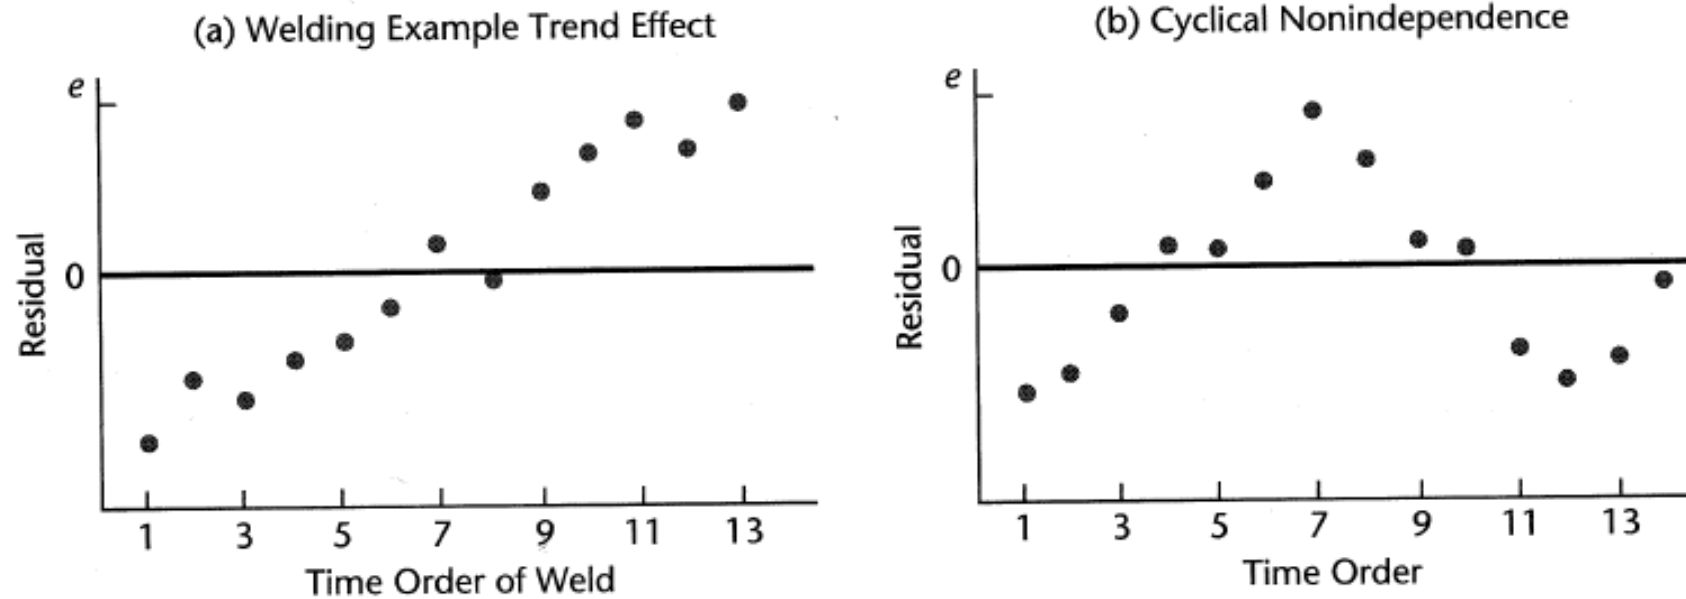 (a) Welding Example Trend Effect
e
0
Residual
1 3 5 7 9 11 13
Time Order of Weld
(b) Cyclical Nonindependence
e
0
Residual
1 3 5 7 9 11 13
Time Order